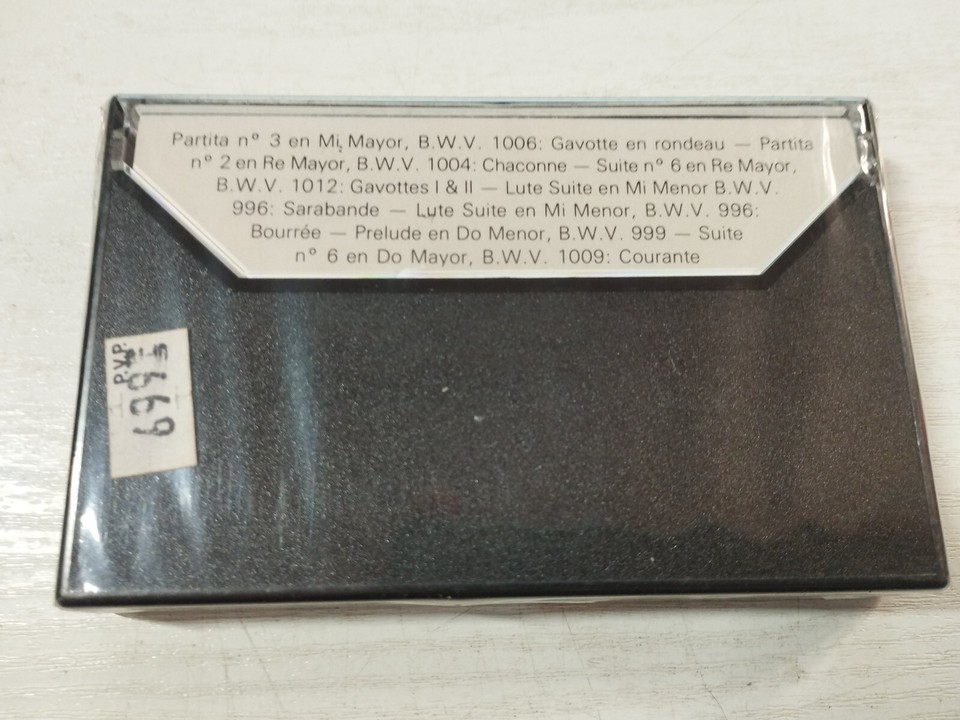 Partita nº 3 en Mi Mayor, B.W.V. 1006: Gavotte en rondeau — Partita
nº 2 en Re Mayor, B.W.V. 1004: Chaconne — Suite nº 6 en Re Mayor,
B.W.V. 1012: Gavottes I & II — Lute Suite en Mi Menor B.W.V.
996: Sarabande — Lute Suite en Mi Menor, B.W.V. 996:
Bourrée — Prelude en Do Menor, B.W.V. 999 — Suite
nº 6 en Do Mayor, B.W.V. 1009: Courante
P.V.P.